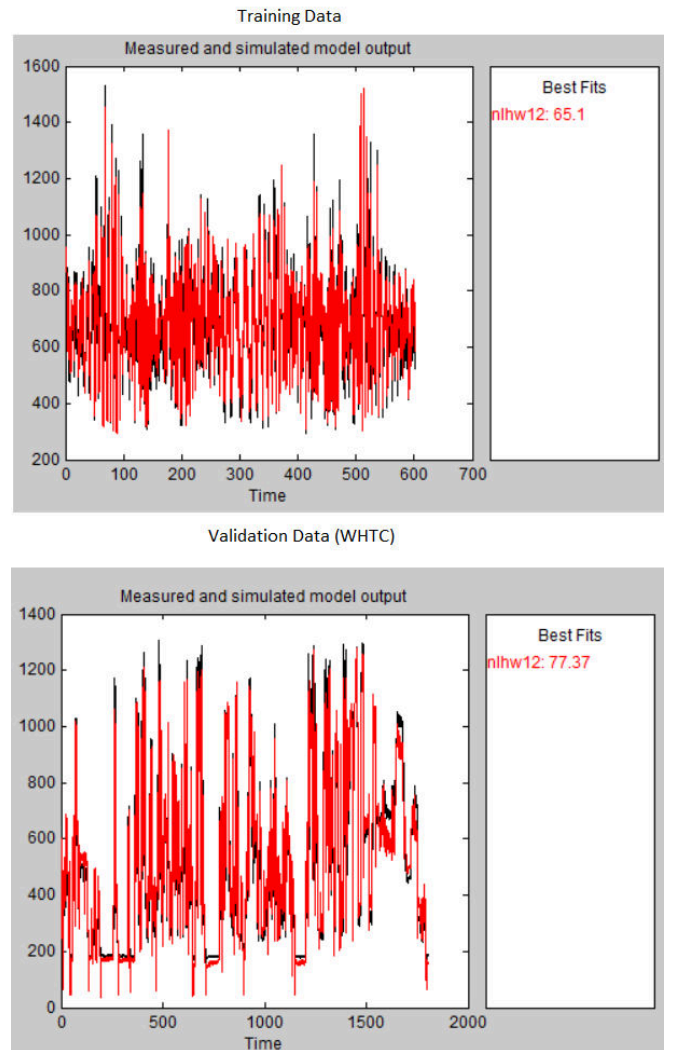 Training Data
Measured and simulated model output
1600
1400
1200
1000
800
600
400
200
0 100 200 300 400 500 600 700
Time
Best Fits
nlhw12: 65.1
Validation Data (WHTC)
Measured and simulated model output
1400
1200
1000
800
600
400
200
0
0 500 1000 1500 2000
Time
Best Fits
nlhw12: 77.37